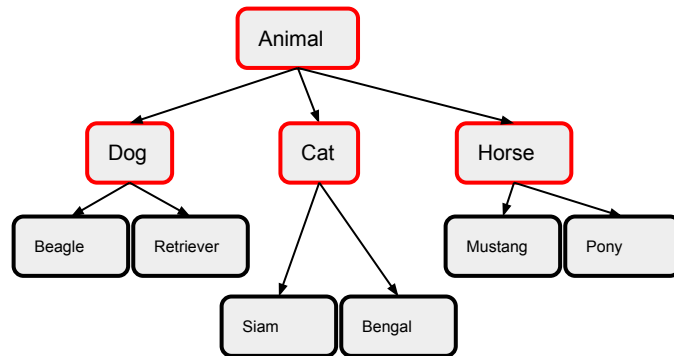 Animal
Dog
Cat
Horse
Beagle
Retriever
Mustang
Pony
Siam
Bengal